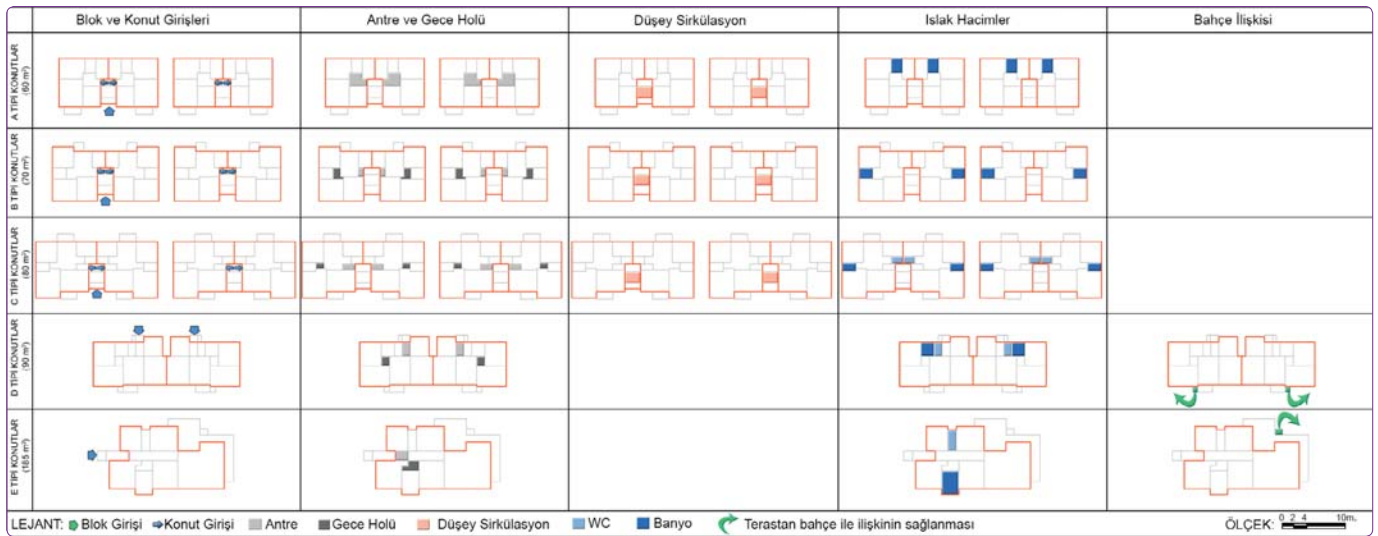 Blok ve Konut Girişleri
Antre ve Gece Holü
Düşey Sirkülasyon
Islak Hacimler
Bahçe İlişkisi
A TİPİ KONUTLAR
(60 m²)
B TİPİ KONUTLAR
(70 m²)
C TİPİ KONUTLAR
(80 m²)
D TİPİ KONUTLAR
(90 m²)
E TİPİ KONUTLAR
(185 m²)
LEJANT: Blok Girişi Konut Girişi Antre Gece Holü Düşey Sirkülasyon WC Banyo Terastan bahçe ile ilişkinin sağlanması
ÖLÇEK: 0 2 4 10m.